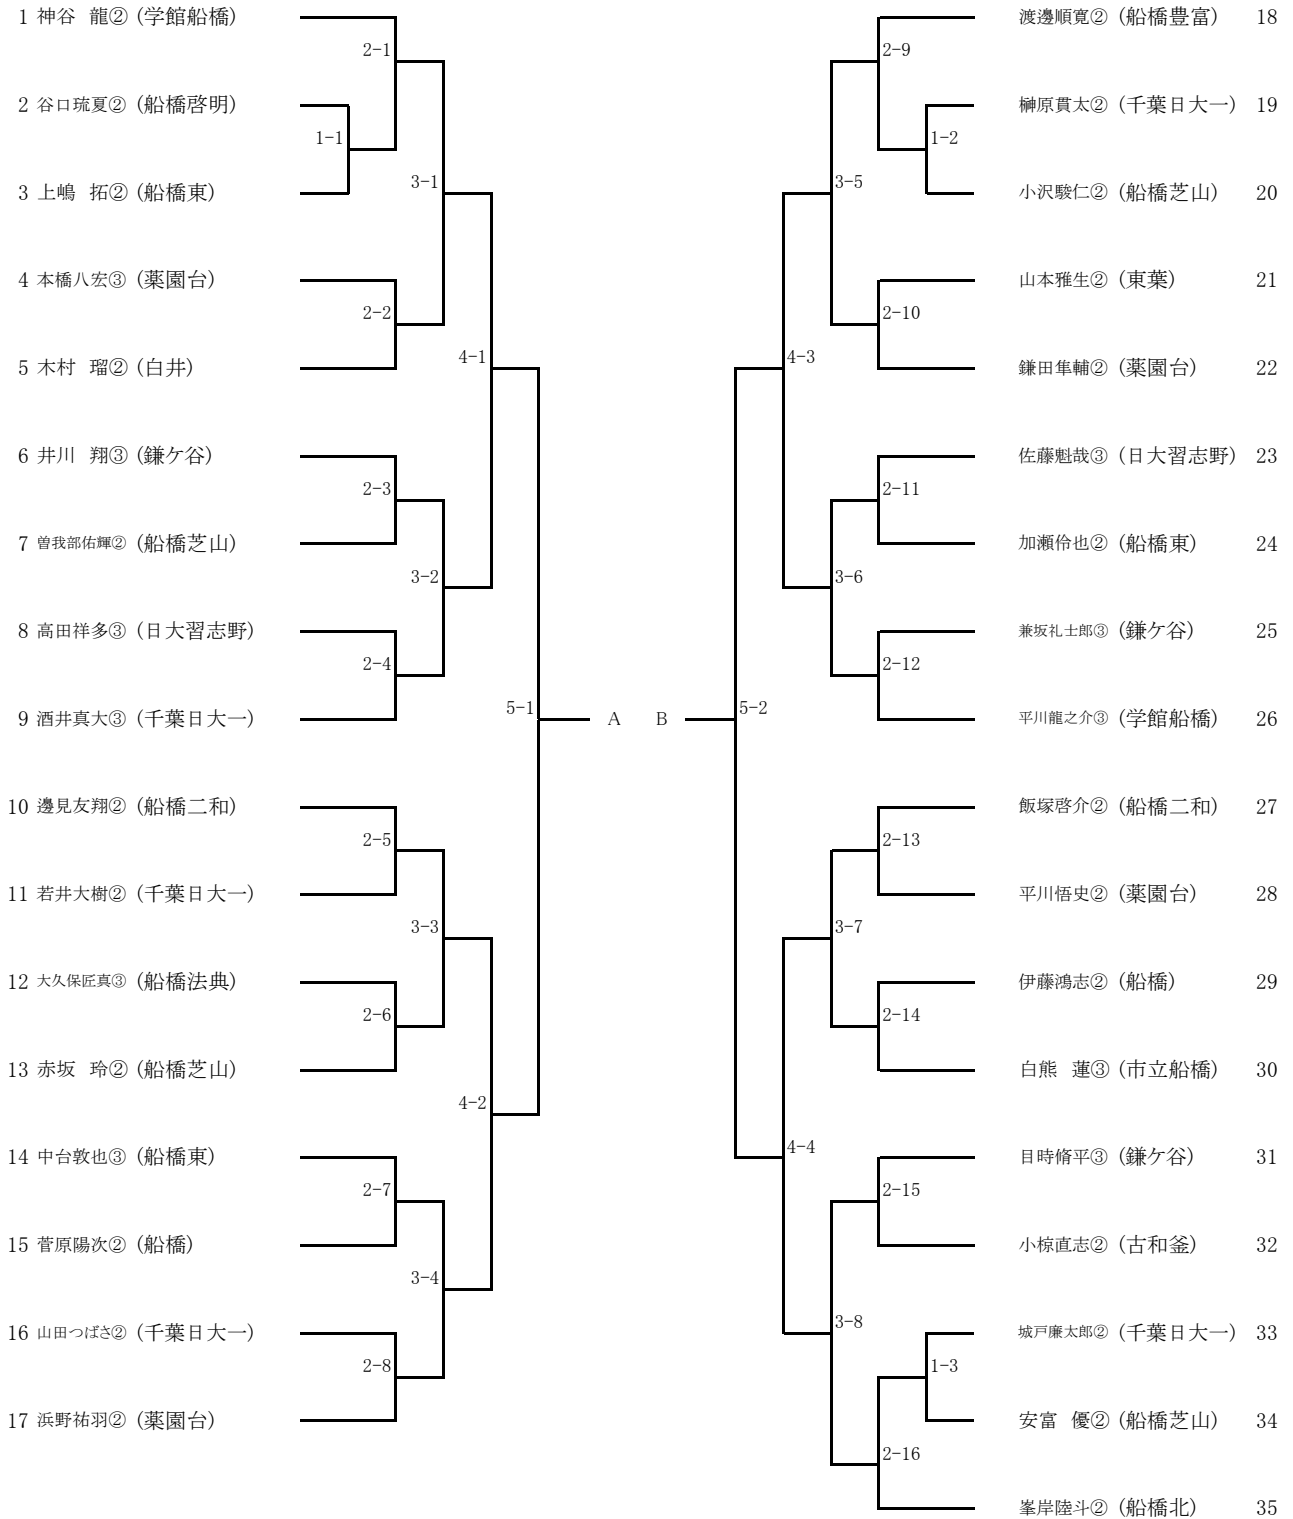 1 神谷 龍② (学館船橋)
2-1
2 谷口琉夏② (船橋啓明)
1-1
3-1
3 上嶋 拓② (船橋東)
4 本橋八宏③ (薬園台)
2-2
4-1
5 木村 瑠② (白井)
6 井川 翔③ (鎌ケ谷)
2-3
7 曽我部佑輝② (船橋芝山)
3-2
8 高田祥多③ (日大習志野)
2-4
9 酒井真大③ (千葉日大一)
5-1
A
10 邊見友翔② (船橋二和)
2-5
11 若井大樹② (千葉日大一)
3-3
12 大久保匠真③ (船橋法典)
2-6
13 赤坂 玲② (船橋芝山)
4-2
14 中台敦也③ (船橋東)
2-7
15 菅原陽次② (船橋)
3-4
16 山田つばさ② (千葉日大一)
2-8
17 浜野祐羽② (薬園台)
渡邊順寛② (船橋豊富) 18
2-9
榊原貫太② (千葉日大一) 19
1-2
3-5
小沢駿仁② (船橋芝山) 20
山本雅生② (東葉) 21
2-10
4-3
鎌田隼輔② (薬園台) 22
佐藤魁哉③ (日大習志野) 23
2-11
加瀬伶也② (船橋東) 24
3-6
兼坂礼士郎③ (鎌ケ谷) 25
2-12
平川龍之介③ (学館船橋) 26
B
5-2
飯塚啓介② (船橋二和) 27
2-13
平川悟史② (薬園台) 28
3-7
伊藤鴻志② (船橋) 29
2-14
白熊 蓮③ (市立船橋) 30
4-4
目時脩平③ (鎌ケ谷) 31
2-15
小椋直志② (古和釜) 32
3-8
城戸廉太郎② (千葉日大一) 33
1-3
安富 優② (船橋芝山) 34
2-16
峯岸陸斗② (船橋北) 35